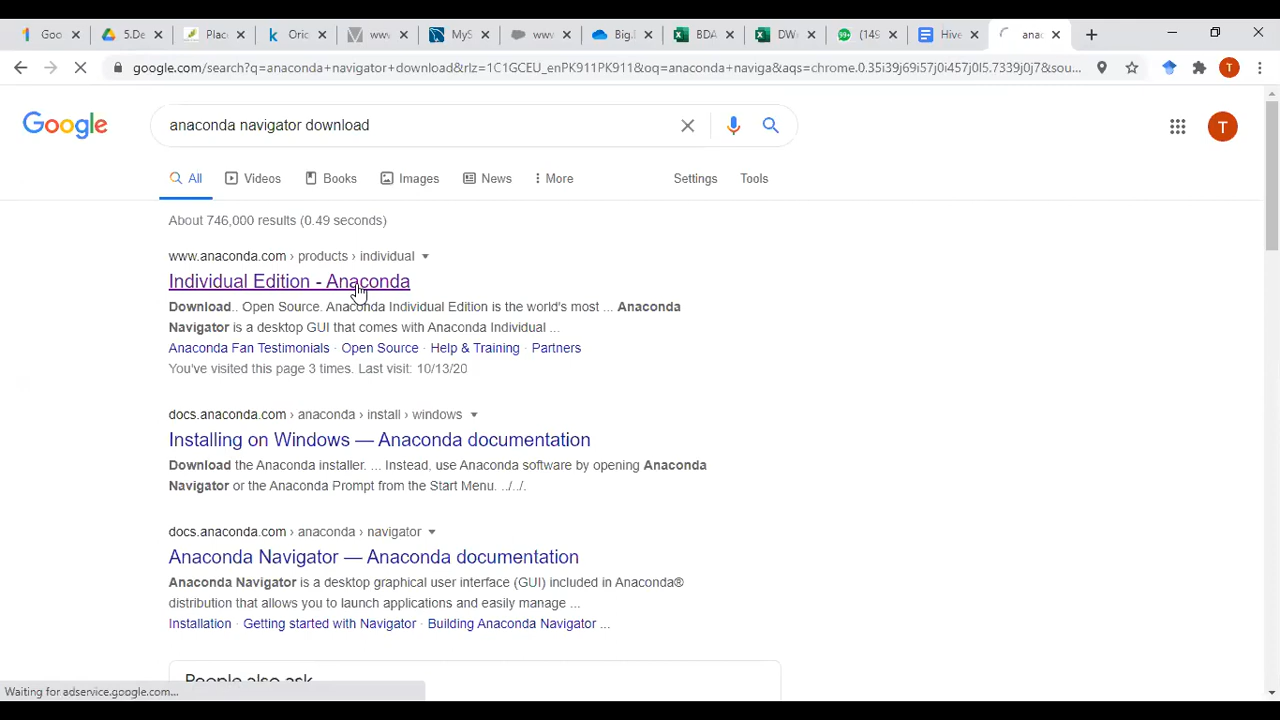 Goo
5.De
Plac
Oric
www
MyS
www
Big.D
BDA
DW
99+
(149
Hive
anac
google.com/search?q=anaconda+navigator+download&rlz=1C1GCEU_enPK911PK911&oq=anaconda+naviga&aqs=chrome.0.35i39j69i57j0i457j0l5.7339j0j7&sou...
T
Google
anaconda navigator download
T
All
Videos
Books
Images
News
More
Settings
Tools
About 746,000 results (0.49 seconds)
www.anaconda.com › products › individual
Individual Edition - Anaconda
Download.. Open Source. Anaconda Individual Edition is the world's most ... Anaconda
Navigator is a desktop GUI that comes with Anaconda Individual ...
Anaconda Fan Testimonials · Open Source · Help & Training · Partners
You've visited this page 3 times. Last visit: 10/13/20
docs.anaconda.com › anaconda › install › windows
Installing on Windows — Anaconda documentation
Download the Anaconda installer. ... Instead, use Anaconda software by opening Anaconda
Navigator or the Anaconda Prompt from the Start Menu. ../../.
docs.anaconda.com › anaconda › navigator
Anaconda Navigator — Anaconda documentation
Anaconda Navigator is a desktop graphical user interface (GUI) included in Anaconda®
distribution that allows you to launch applications and easily manage ...
Installation · Getting started with Navigator · Building Anaconda Navigator ...
People also ask
Waiting for adservice.google.com...